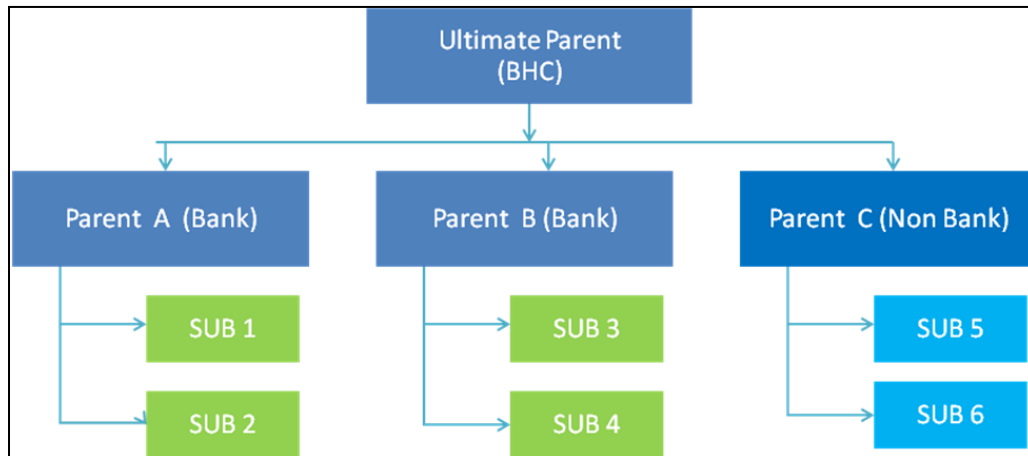 Ultimate Parent
(BHC)
Parent A (Bank)
Parent B (Bank)
Parent C (Non Bank)
SUB 1
SUB 3
SUB 5
SUB 2
SUB 4
SUB 6